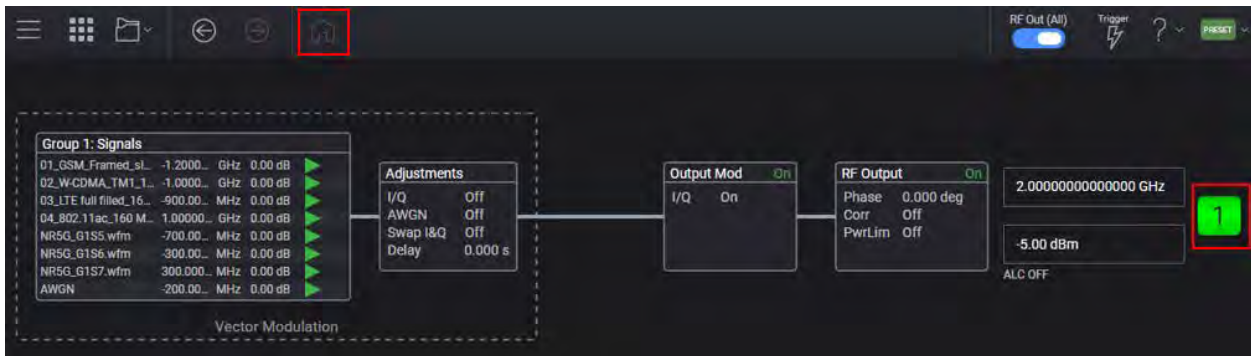 RF Out (All)
Trigger
?
PRESET
Group 1: Signals
01_GSM_Framed_sl... -1.2000... GHz 0.00 dB
02_W-CDMA_TM1_1... -1.0000... GHz 0.00 dB
03_LTE full filled_16... -900.00... MHz 0.00 dB
04_802.11ac_160 M... 1.00000... GHz 0.00 dB
NR5G_G1S5.wfm -700.00... MHz 0.00 dB
NR5G_G1S6.wfm -300.00... MHz 0.00 dB
NR5G_G1S7.wfm 300.000... MHz 0.00 dB
AWGN -200.00... MHz 0.00 dB
Vector Modulation
Adjustments
I/Q Off
AWGN Off
Swap I&Q Off
Delay 0.000 s
Output Mod On
I/Q On
RF Output On
Phase 0.000 deg
Corr Off
PwrLim Off
2.00000000000000 GHz
-5.00 dBm
ALC OFF
1